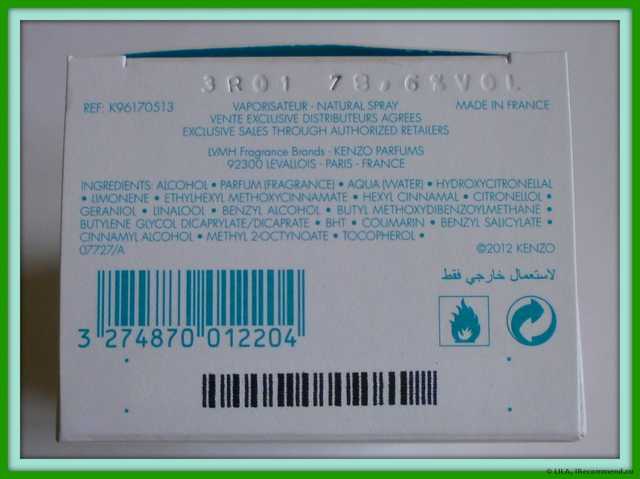 3R01 78,6%VOL
REF: K96170513 VAPORISATEUR - NATURAL SPRAY MADE IN FRANCE
VENTE EXCLUSIVE DISTRIBUTEURS AGREES
EXCLUSIVE SALES THROUGH AUTHORIZED RETAILERS
LVMH Fragrance Brands - KENZO PARFUMS
92300 LEVALLOIS - PARIS - FRANCE
INGREDIENTS: ALCOHOL • PARFUM (FRAGRANCE) • AQUA (WATER) • HYDROXYCITRONELLAL
• LIMONENE • ETHYLHEXYL METHOXYCINNAMATE • HEXYL CINNAMAL • CITRONELLOL •
GERANIOL • LINALOOL • BENZYL ALCOHOL • BUTYL METHOXYDIBENZOYLMETHANE •
BUTYLENE GLYCOL DICAPRYLATE/DICAPRATE • BHT • COUMARIN • BENZYL SALICYLATE •
CINNAMYL ALCOHOL • METHYL 2-OCTYNOATE • TOCOPHEROL •
07727/A ©2012 KENZO
لاستعمال خارجي فقط
3 274870 012204
© LILA, IRecommend.ru